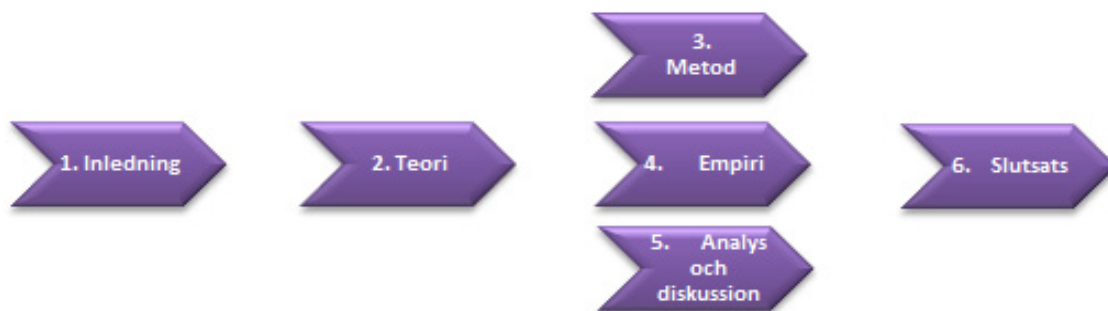 1. Inledning
2. Teori
3.
Metod
4. Empiri
5. Analys
och
diskussion
6. Slutsats